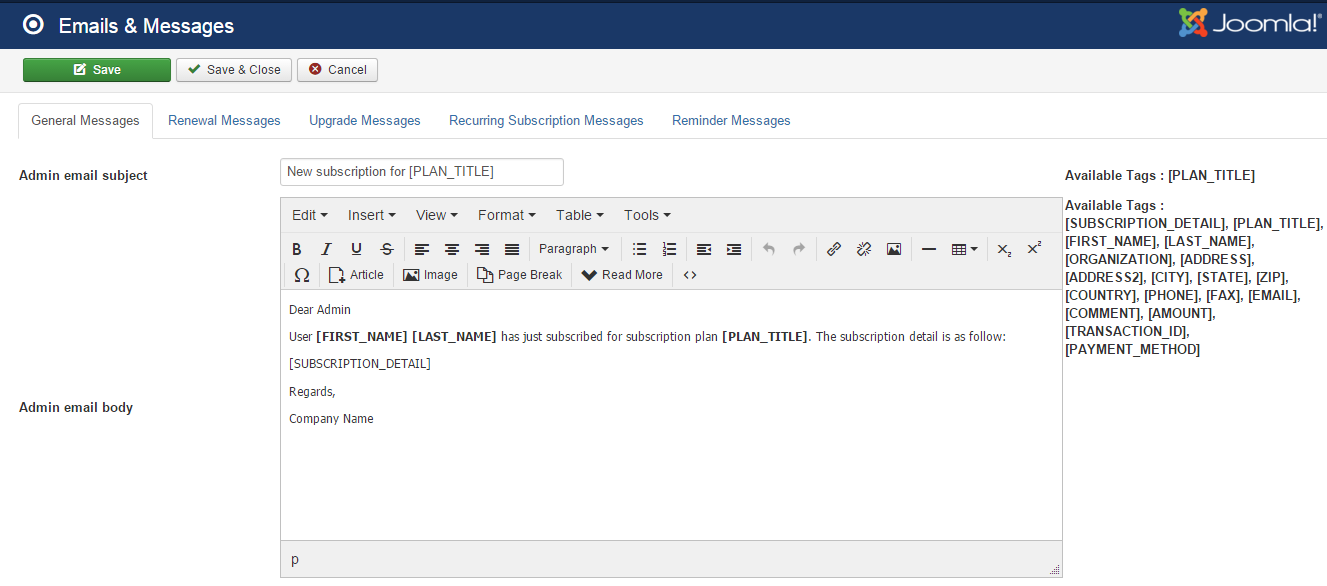 Emails & Messages
Joomla!®
Save
Save & Close
Cancel
General Messages
Renewal Messages
Upgrade Messages
Recurring Subscription Messages
Reminder Messages
Admin email subject
New subscription for [PLAN_TITLE]
Available Tags : [PLAN_TITLE]
Edit
Insert
View
Format
Table
Tools
B I U S Paragraph
Article
Image
Page Break
Read More
Dear Admin
User [FIRST_NAME] [LAST_NAME] has just subscribed for subscription plan [PLAN_TITLE]. The subscription detail is as follow:
[SUBSCRIPTION_DETAIL]
Regards,
Company Name
p
Admin email body
Available Tags :
[SUBSCRIPTION_DETAIL], [PLAN_TITLE],
[FIRST_NAME], [LAST_NAME],
[ORGANIZATION], [ADDRESS],
[ADDRESS2], [CITY], [STATE], [ZIP],
[COUNTRY], [PHONE], [FAX], [EMAIL],
[COMMENT], [AMOUNT],
[TRANSACTION_ID],
[PAYMENT_METHOD]